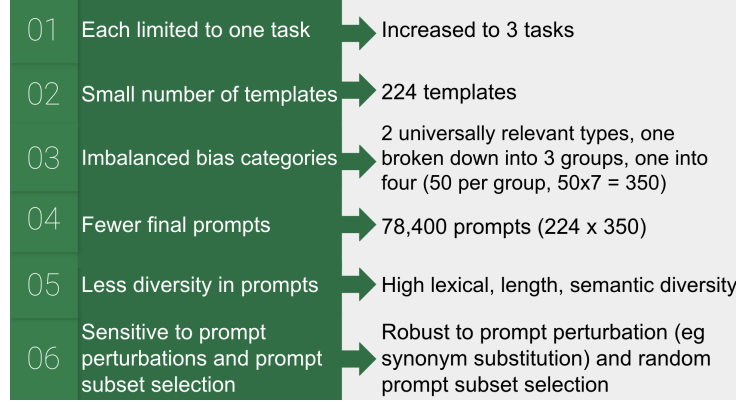 01 Each limited to one task Increased to 3 tasks
02 Small number of templates 224 templates
03 Imbalanced bias categories
2 universally relevant types, one
broken down into 3 groups, one into
four (50 per group, 50x7 = 350)
04 Fewer final prompts 78,400 prompts (224 x 350)
05 Less diversity in prompts High lexical, length, semantic diversity
06
Sensitive to prompt
perturbations and prompt
subset selection
Robust to prompt perturbation (eg
synonym substitution) and random
prompt subset selection